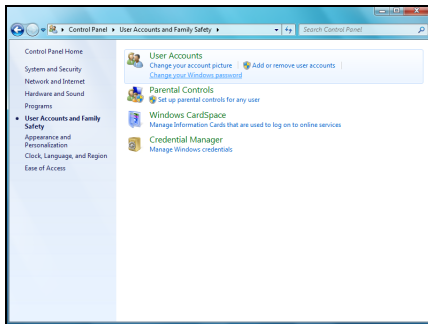 Control Panel ▸ User Accounts and Family Safety ▸
Search Control Panel
Control Panel Home
System and Security
Network and Internet
Hardware and Sound
Programs
User Accounts and Family
Safety
Appearance and
Personalization
Clock, Language, and Region
Ease of Access
User Accounts
Change your account picture
Add or remove user accounts
Change your Windows password
Parental Controls
Set up parental controls for any user
Windows CardSpace
Manage Information Cards that are used to log on to online services
Credential Manager
Manage Windows credentials